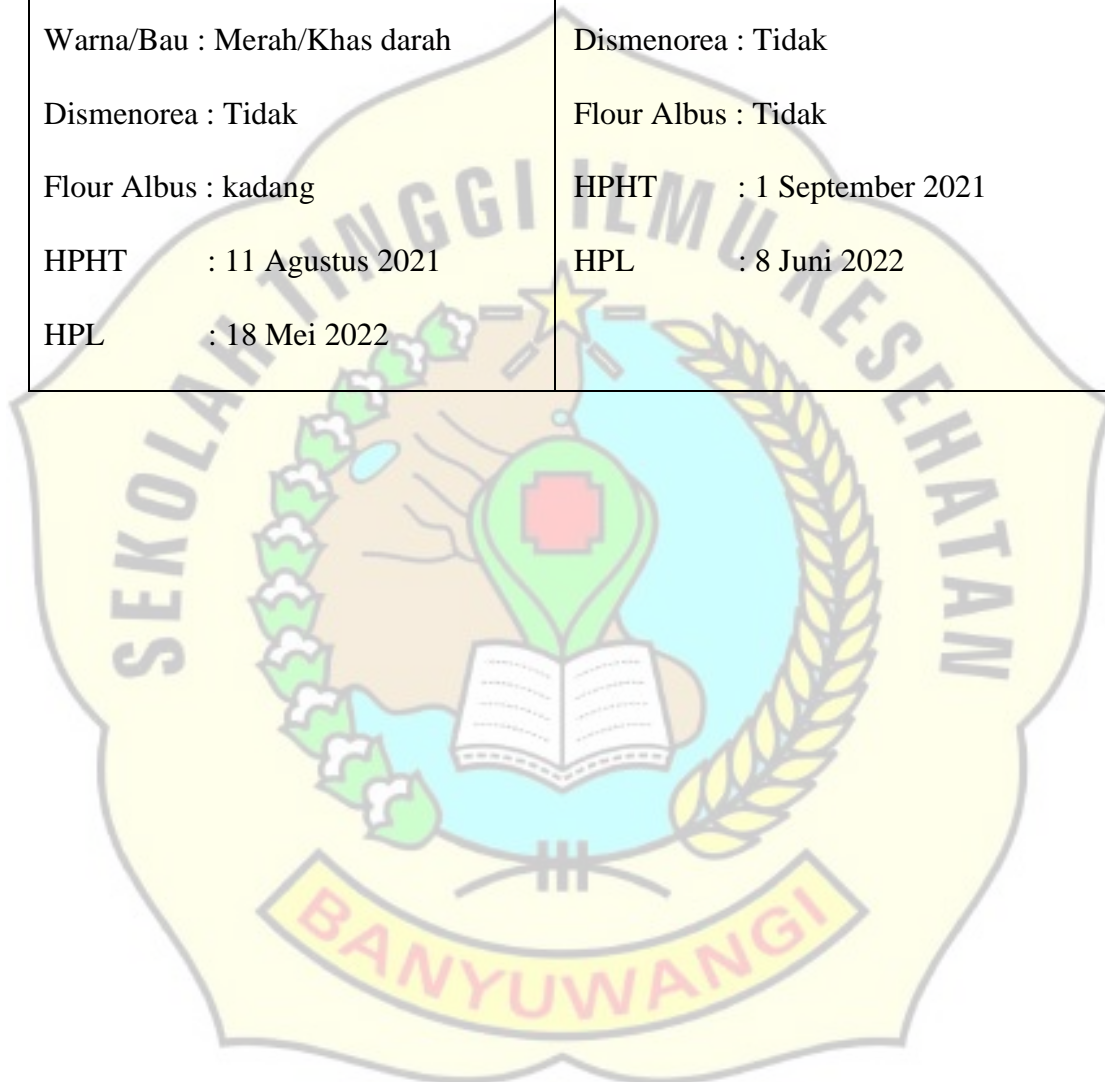 Warna/Bau : Merah/Khas darah
Dismenorea : Tidak
Flour Albus : kadang
HPHT : 11 Agustus 2021
HPL : 18 Mei 2022
Dismenorea : Tidak
Flour Albus : Tidak
HPHT : 1 September 2021
HPL : 8 Juni 2022
SEKOLAH TINGGI ILMU KESEHATAN
BANYUWANGI